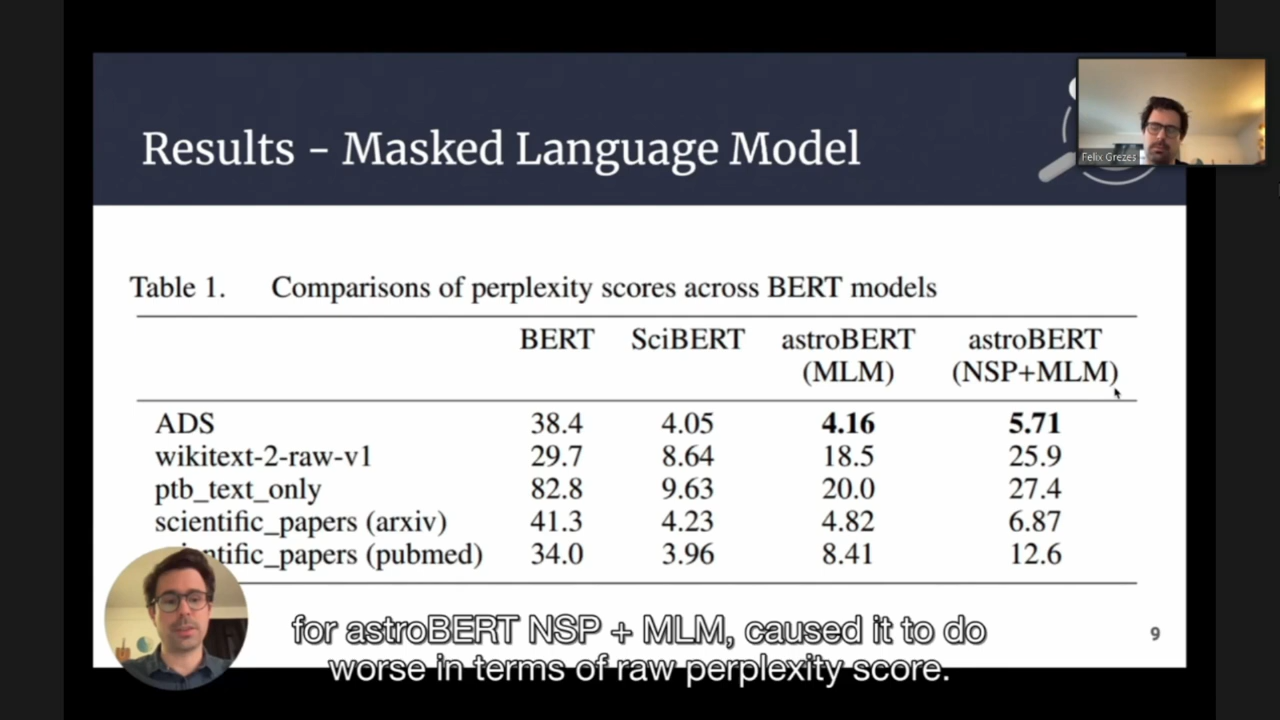 Results - Masked Language Model
Felix Grezes
Table 1. Comparisons of perplexity scores across BERT models
BERT SciBERT astroBERT astroBERT
(MLM) (NSP+MLM)
ADS 38.4 4.05 4.16 5.71
wikitext-2-raw-v1 29.7 8.64 18.5 25.9
ptb_text_only 82.8 9.63 20.0 27.4
scientific_papers (arxiv) 41.3 4.23 4.82 6.87
scientific_papers (pubmed) 34.0 3.96 8.41 12.6
for astroBERT NSP + MLM, caused it to do
worse in terms of raw perplexity score.
9